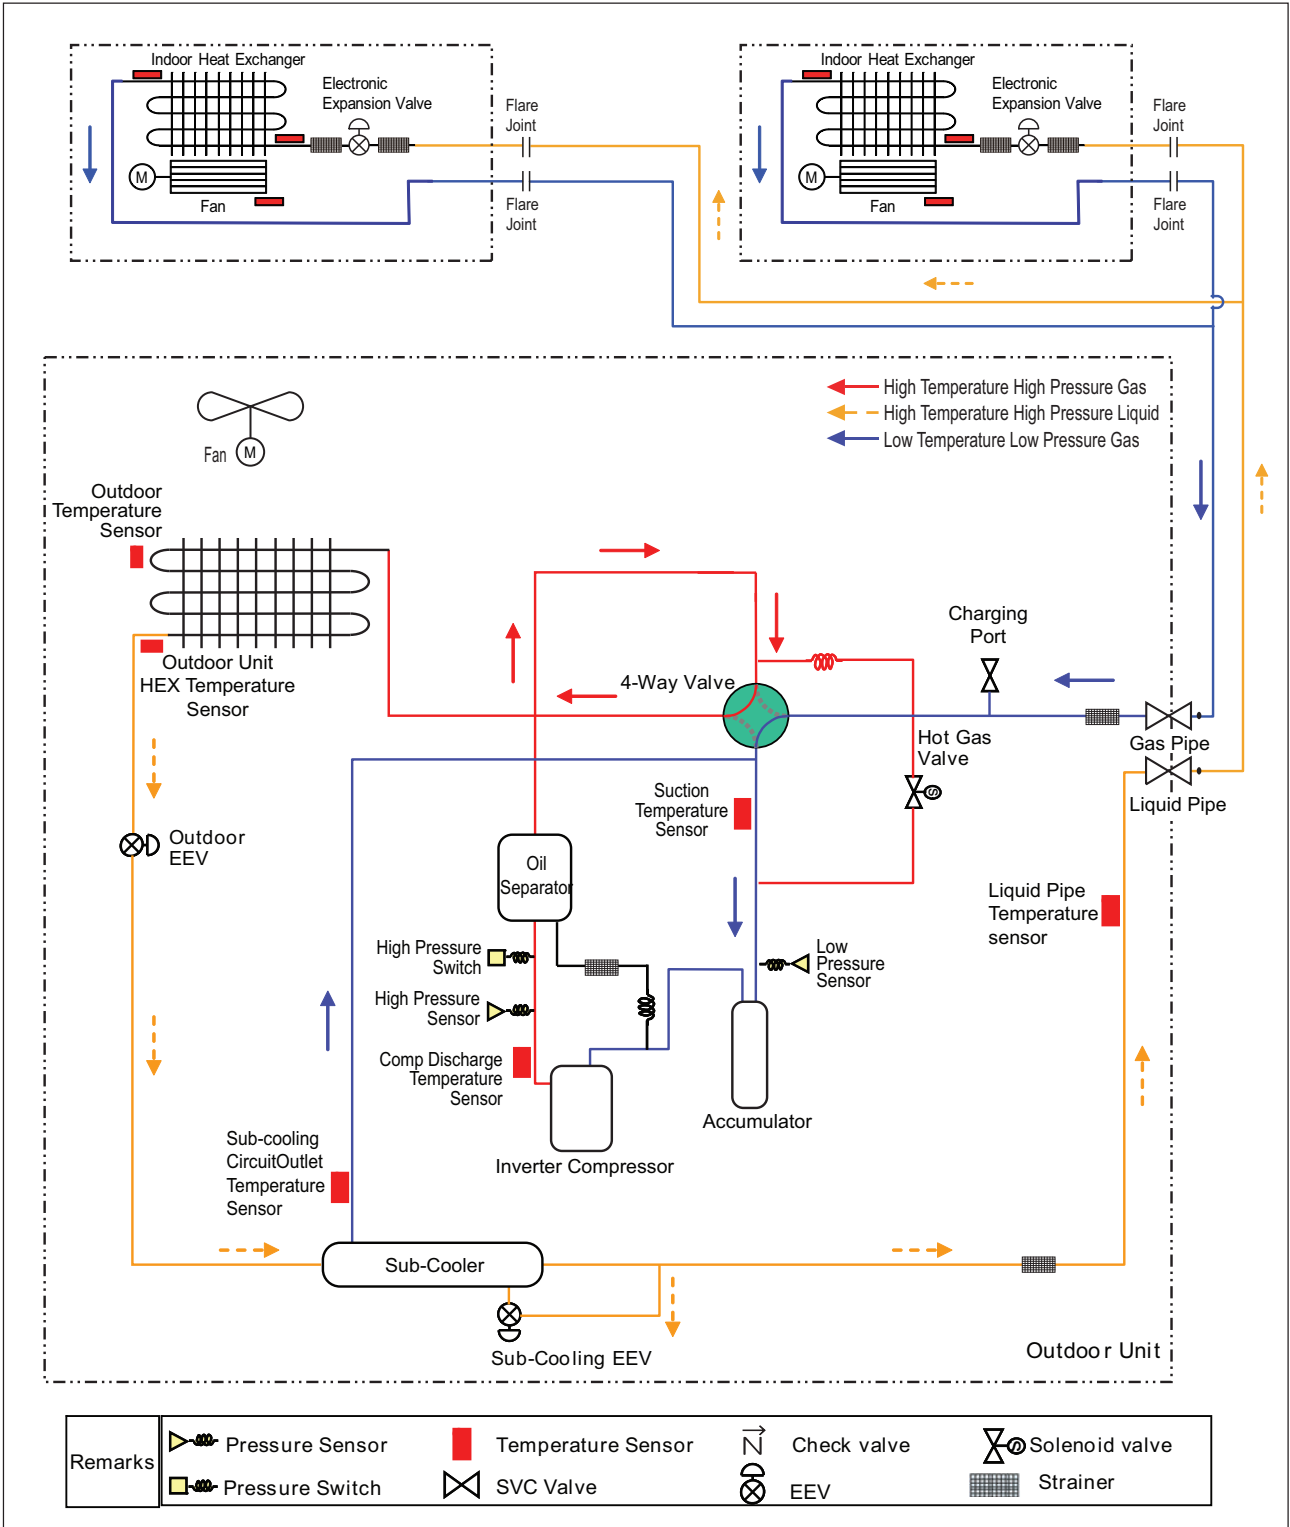 Indoor Heat Exchanger
Electronic
Expansion Valve
Flare
Joint
M
Fan
Flare
Joint
Indoor Heat Exchanger
Electronic
Expansion Valve
Flare
Joint
M
Fan
Flare
Joint
High Temperature High Pressure Gas
High Temperature High Pressure Liquid
Low Temperature Low Pressure Gas
Fan
M
Outdoor
Temperature
Sensor
Outdoor Unit
HEX Temperature
Sensor
4-Way Valve
Charging
Port
Hot Gas
Valve
S
Gas Pipe
Liquid Pipe
Suction
Temperature
Sensor
Outdoor
EEV
Oil
Separator
Liquid Pipe
Temperature
sensor
High Pressure
Switch
Low
Pressure
Sensor
High Pressure
Sensor
Comp Discharge
Temperature
Sensor
Accumulator
Inverter Compressor
Sub-cooling
CircuitOutlet
Temperature
Sensor
Sub-Cooler
Sub-Cooling EEV
Outdoor Unit
Remarks
Pressure Sensor
Temperature Sensor
Check valve
S
Solenoid valve
Pressure Switch
SVC Valve
EEV
Strainer